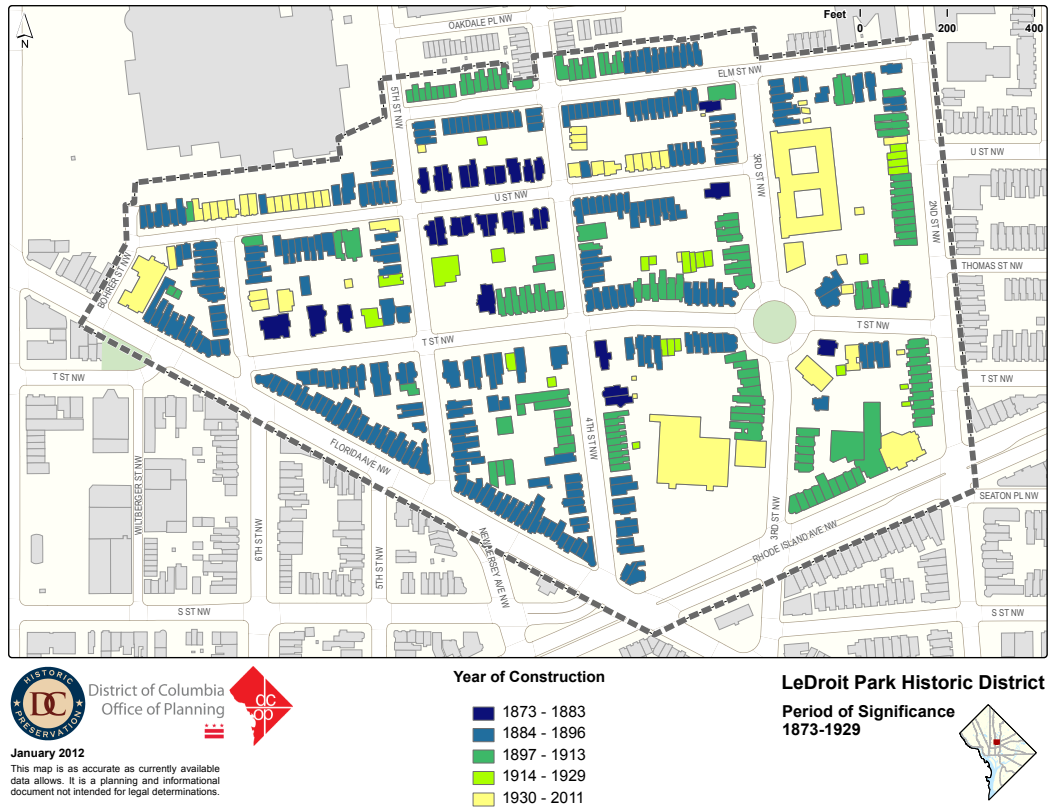 OAKDALE PL NW
Feet
0
200
400
N
ELM ST NW
5TH ST NW
U ST NW
3RD ST NW
U ST NW
2ND ST NW
BOHRER ST NW
THOMAS ST NW
T ST NW
T ST NW
T ST NW
T ST NW
4TH ST NW
FLORIDA AVE NW
WILTBERGER ST NW
6TH ST NW
5TH ST NW
NEW JERSEY AVE NW
3RD ST NW
RHODE ISLAND AVE NW
SEATON PL NW
S ST NW
S ST NW
HISTORIC
DC
PRESERVATION
District of Columbia
Office of Planning
dc
op
January 2012
This map is as accurate as currently available
data allows. It is a planning and informational
document not intended for legal determinations.
Year of Construction
1873 - 1883
1884 - 1896
1897 - 1913
1914 - 1929
1930 - 2011
LeDroit Park Historic District
Period of Significance
1873-1929